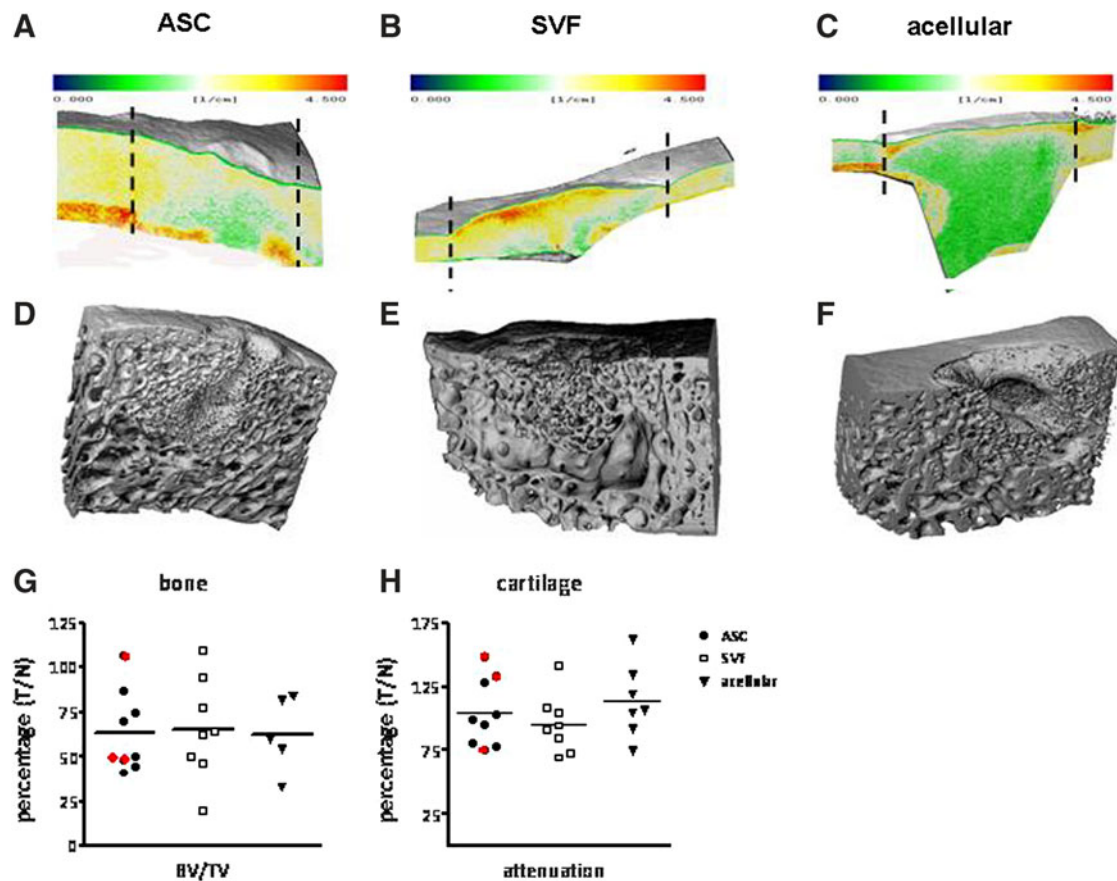 A ASC B SVF C acellular
0.000 [1/cm] 4.500 0.000 [1/cm] 4.500 0.000 [1/cm] 4.500
D E F
G bone H cartilage
percentage (T/N)
125
100
75
50
25
0
BV/TV
percentage (T/N)
175
125
75
25
attenuation
ASC
SVF
acellular